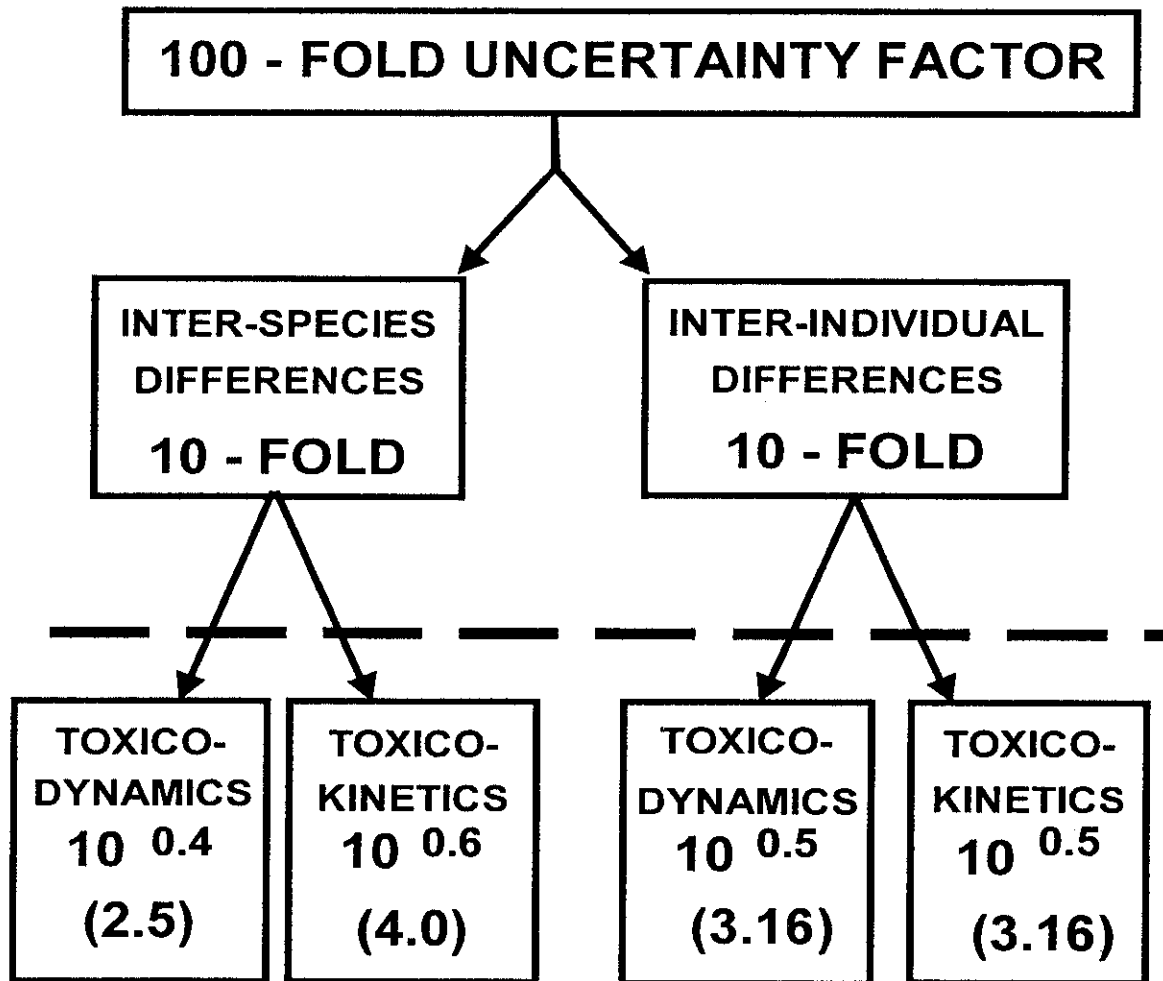 100 - FOLD UNCERTAINTY FACTOR
INTER-SPECIES
DIFFERENCES
10 - FOLD
INTER-INDIVIDUAL
DIFFERENCES
10 - FOLD
TOXICO-
DYNAMICS
10 0.4
(2.5)
TOXICO-
KINETICS
10 0.6
(4.0)
TOXICO-
DYNAMICS
10 0.5
(3.16)
TOXICO-
KINETICS
10 0.5
(3.16)